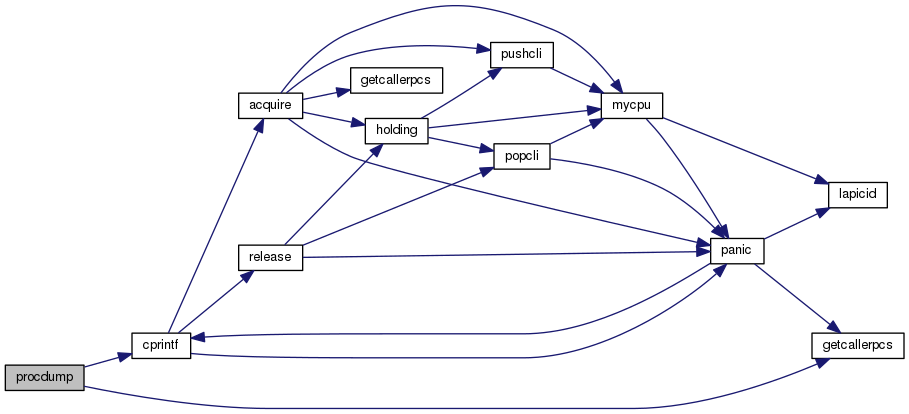 pushcli
getcallerpcs
acquire
mycpu
holding
popcli
lapicid
release
panic
cprintf
getcallerpcs
procdump